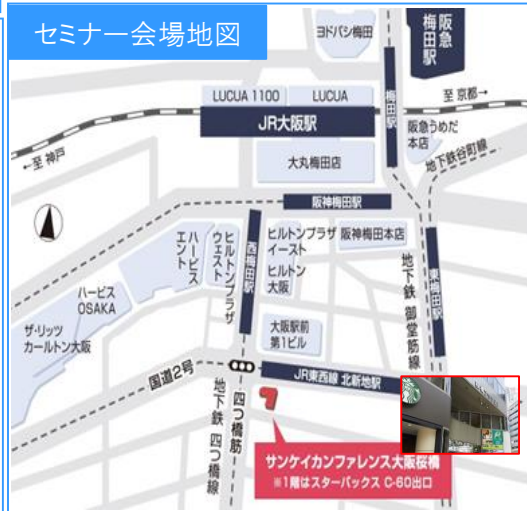 セミナー会場地図
ヨドバシ梅田
阪急
梅田駅
LUCUA 1100
LUCUA
梅田駅
至 京都→
JR大阪駅
阪急うめだ
本店
←至 神戸
大丸梅田店
地下鉄谷町線
阪神梅田駅
ハービス
エント
ヒルトンプラザ
ウェスト
西梅田駅
ヒルトンプラザ
イースト
ヒルトン
大阪
阪神梅田本店
地下鉄 御堂筋線
東梅田駅
ハービス
OSAKA
ザ・リッツ
カールトン大阪
大阪駅前
第1ビル
国道2号
JR東西線 北新地駅
地下鉄 四つ橋線
四つ橋筋
サンケイカンファレンス大阪桜橋
※1階はスターバックス C-60出口